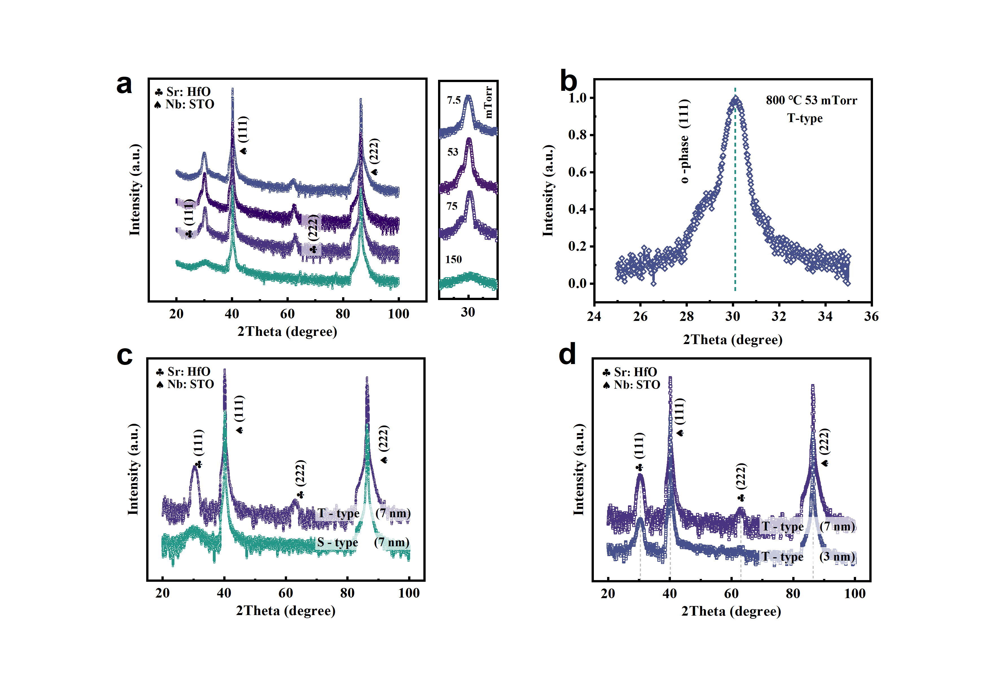 a
♣ Sr: HfO
♠ Nb: STO
♠ (111)
♠ (222)
♣ (111)
♣ (222)
Intensity (a.u.)
20 40 60 80 100
2Theta (degree)
mTorr
7.5
53
75
150
30
b
1.0
0.8
0.6
0.4
0.2
0.0
Intensity (a.u.)
o -phase (111)
800 °C 53 mTorr
T-type
24 26 28 30 32 34 36
2Theta (degree)
c
♣ Sr: HfO
♠ Nb: STO
♣ (111)
♠ (111)
♣ (222)
♠ (222)
T - type (7 nm)
S - type (7 nm)
Intensity (a.u.)
20 40 60 80 100
2Theta (degree)
d
♣ Sr: HfO
♠ Nb: STO
♣ (111)
♠ (111)
♣ (222)
♠ (222)
T - type (7 nm)
T - type (3 nm)
Intensity (a.u.)
20 40 60 80 100
2Theta (degree)